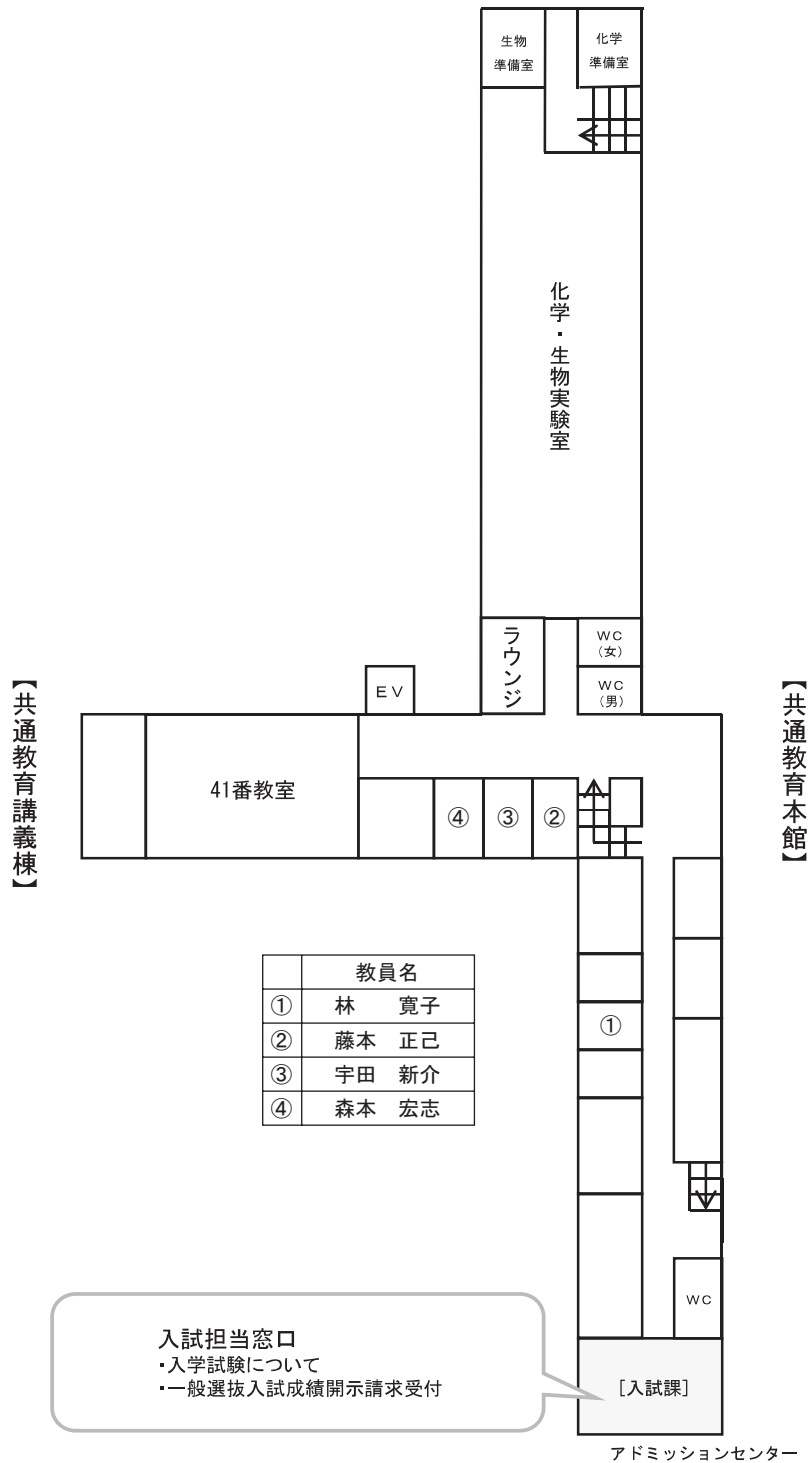 生物
準備室
化学
準備室
化学・生物実験室
ラウンジ
WC
(女)
WC
(男)
EV
【共通教育講義棟】
【共通教育本館】
41番教室
④
③
②
教員名
① 林 寛子
② 藤本 正己
③ 宇田 新介
④ 森本 宏志
①
WC
入試担当窓口
・入学試験について
・一般選抜入試成績開示請求受付
[入試課]
アドミッションセンター